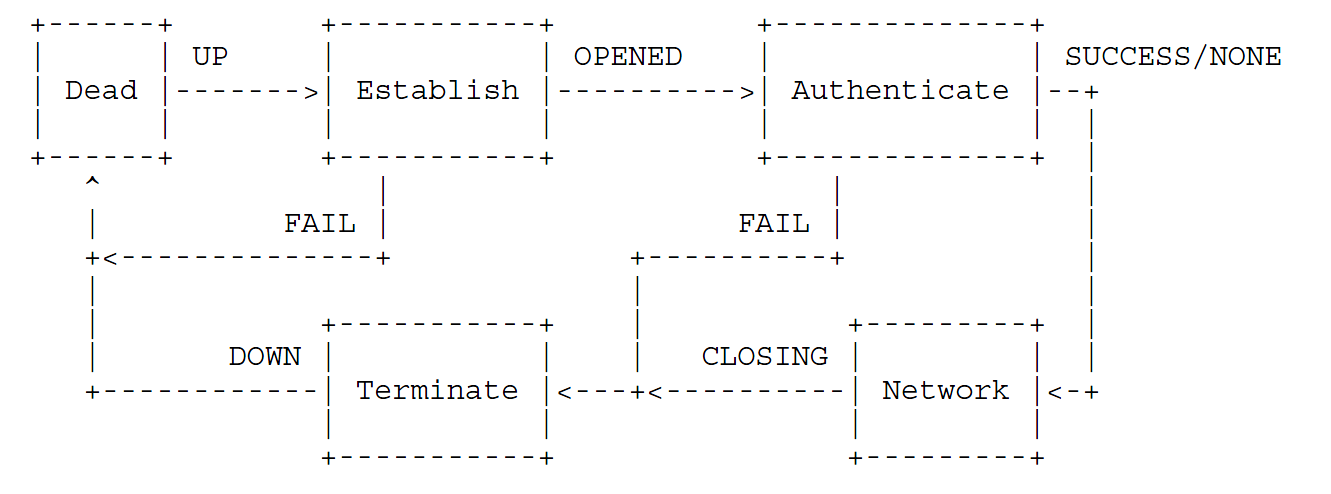 +------+        +-----------+           +--------------+
|      | UP     |           | OPENED    |              | SUCCESS/NONE
| Dead |------->| Establish |---------->| Authenticate |--+
|      |        |           |           |              |  |
+------+        +-----------+           +--------------+  |
   ^               |                        |             |
   |          FAIL |                   FAIL |             |
   +<--------------+             +----------+             |
   |                             |                        |
   |            +-----------+    |           +---------+  |
   |       DOWN |           |    |   CLOSING |         |  |
   +------------| Terminate |<---+<----------| Network |<-+
                |           |                |         |
                +-----------+                +---------+